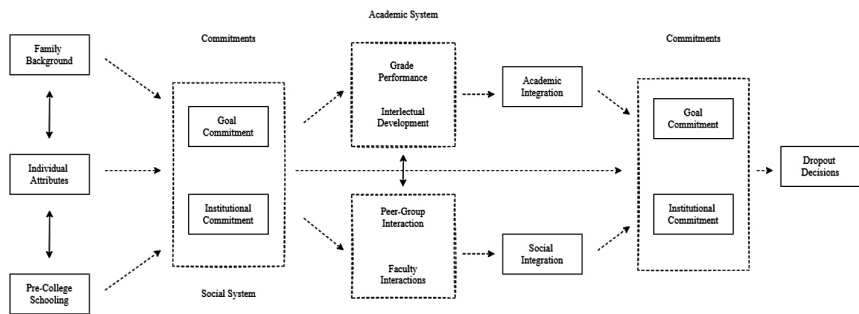 Academic System
Family
Background
Commitments
Commitments
Grade
Performance
Interlectual
Development
Academic
Integration
Goal
Commitment
Goal
Commitment
Individual
Attributes
Dropout
Decisions
Institutional
Commitment
Peer-Group
Interaction
Institutional
Commitment
Social
Integration
Faculty
Interactions
Pre-College
Schooling
Social System